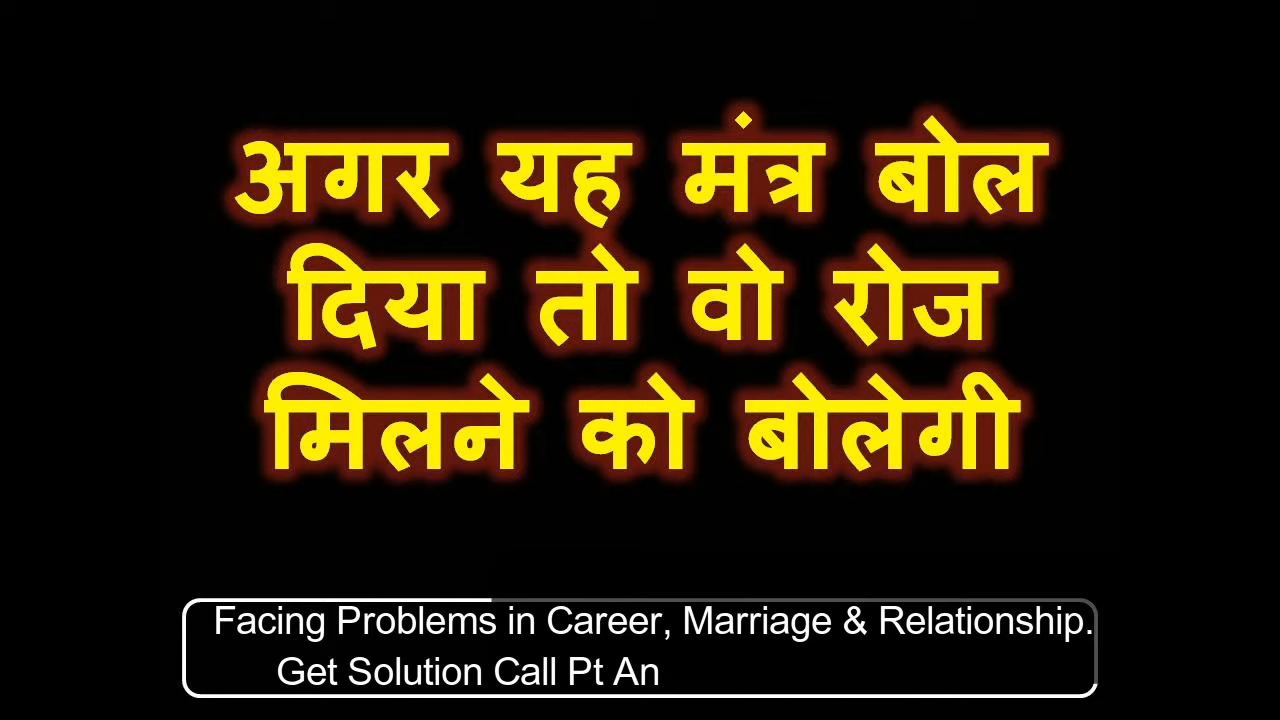 अगर यह मंत्र बोल
दिया तो वो रोज
मिलने को बोलेगी
Facing Problems in Career, Marriage & Relationship.
Get Solution Call Pt An